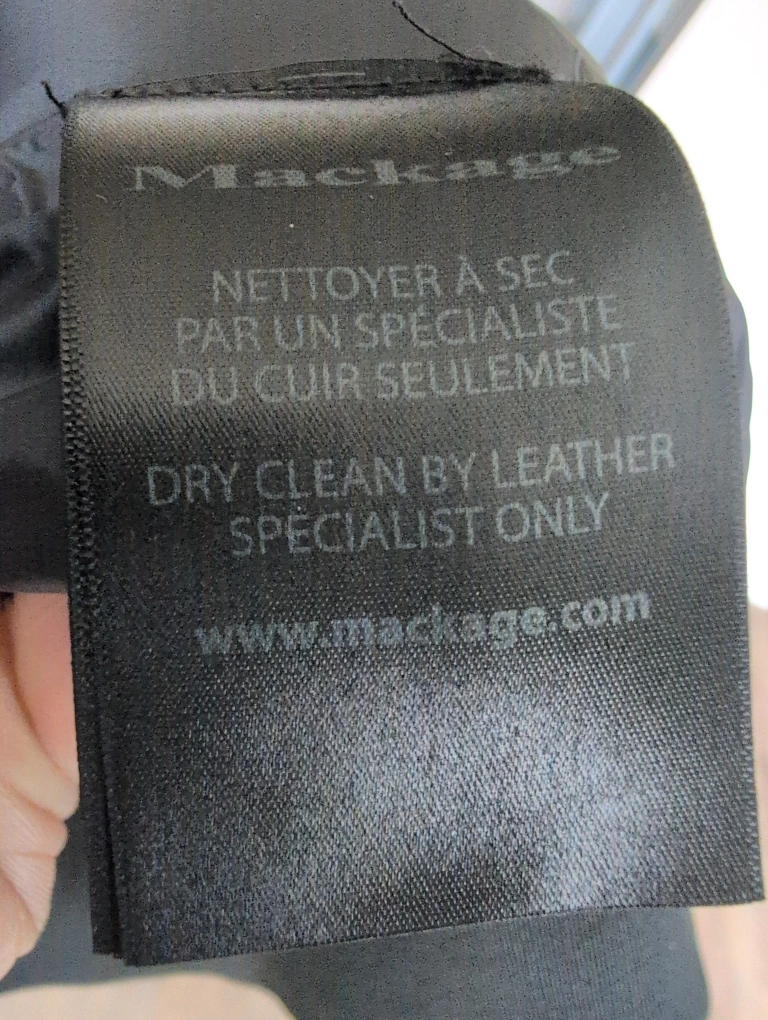 Mackage
NETTOYER À SEC
PAR UN SPÉCIALISTE
DU CUIR SEULEMENT
DRY CLEAN BY LEATHER
SPECIALIST ONLY
www.mackage.com